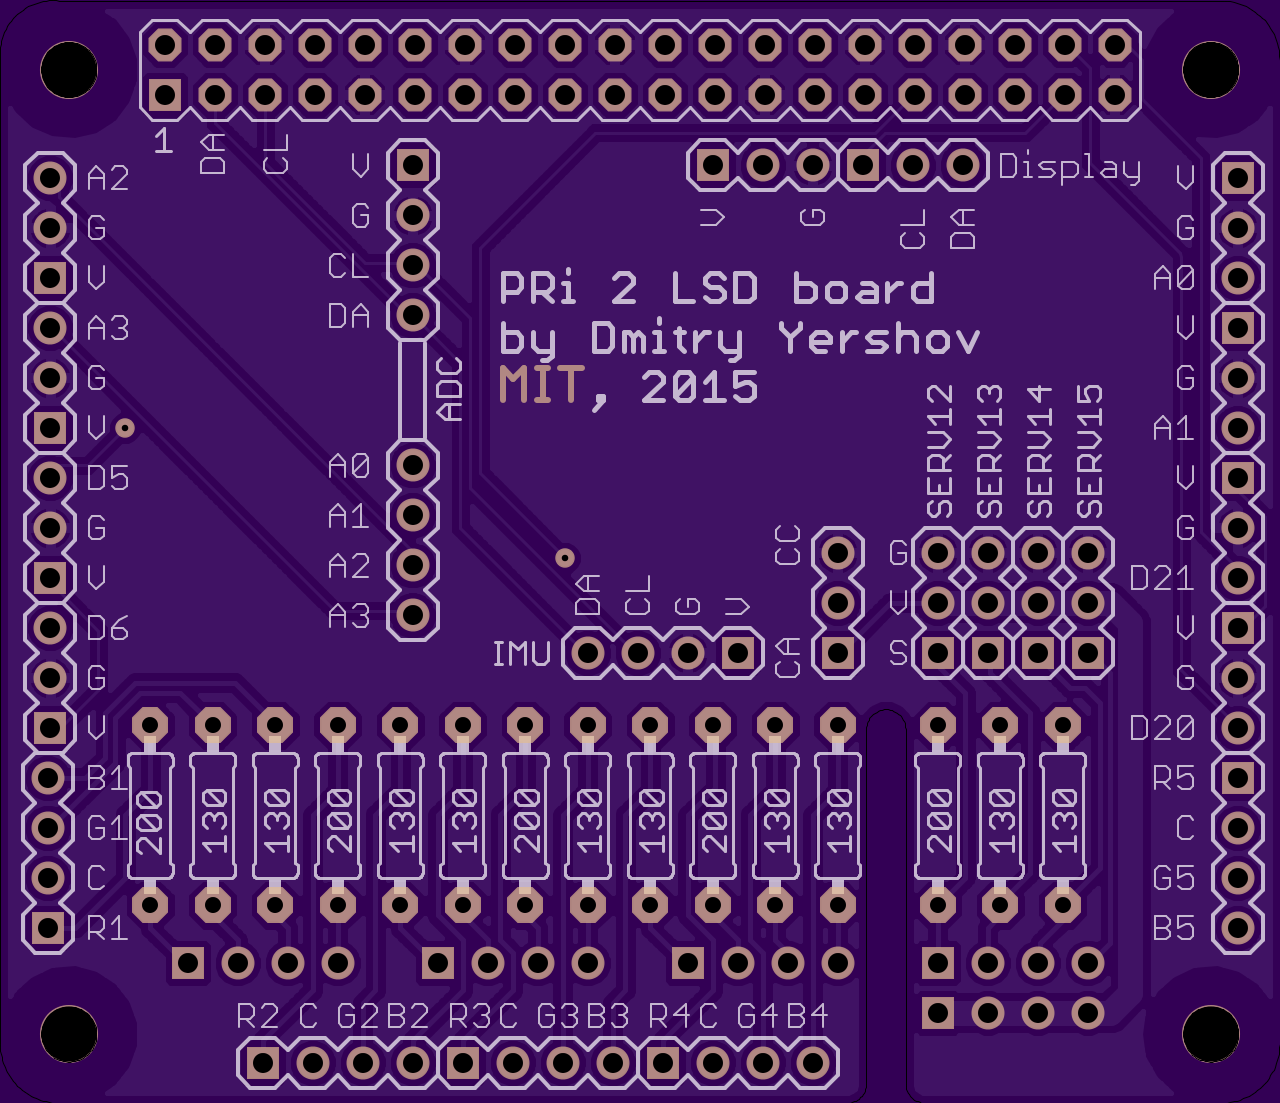 1 DA CL
V
G
CL
DA
ADC
A0
A1
A2
A3
Display
V G CL DA
PRi 2 LSD board
by Dmitry Yershov
MIT, 2015
A2
G
V
A3
G
V
D5
G
V
D6
G
V
B1
G1
C
R1
V
G
A0
V
G
A1
V
G
D21
V
G
D20
R5
C
G5
B5
SERV12 SERV13 SERV14 SERV15
G
V
S
CC
CA
DA CL G V
IMU
200 130 130 200 130 130 200 130 130 200 130 130 200 130 130
R2 C G2 B2 R3 C G3 B3 R4 C G4 B4